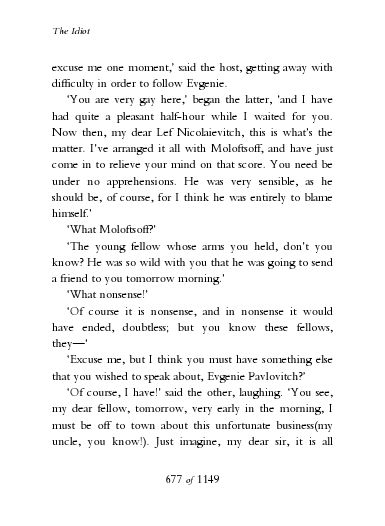 The Idiot
excuse me one moment,' said the host, getting away with
difficulty in order to follow Evgenie.
'You are very gay here,' began the latter, 'and I have
had quite a pleasant half-hour while I waited for you.
Now then, my dear Lef Nicolaievitch, this is what's the
matter. I've arranged it all with Moloftsoff, and have just
come in to relieve your mind on that score. You need be
under no apprehensions. He was very sensible, as he
should be, of course, for I think he was entirely to blame
himself.'
'What Moloftsoff?'
'The young fellow whose arms you held, don't you
know? He was so wild with you that he was going to send
a friend to you tomorrow morning.'
'What nonsense!'
'Of course it is nonsense, and in nonsense it would
have ended, doubtless; but you know these fellows,
they—'
'Excuse me, but I think you must have something else
that you wished to speak about, Evgenie Pavlovitch?'
'Of course, I have!' said the other, laughing. 'You see,
my dear fellow, tomorrow, very early in the morning, I
must be off to town about this unfortunate business(my
uncle, you know!). Just imagine, my dear sir, it is all
677 of 1149